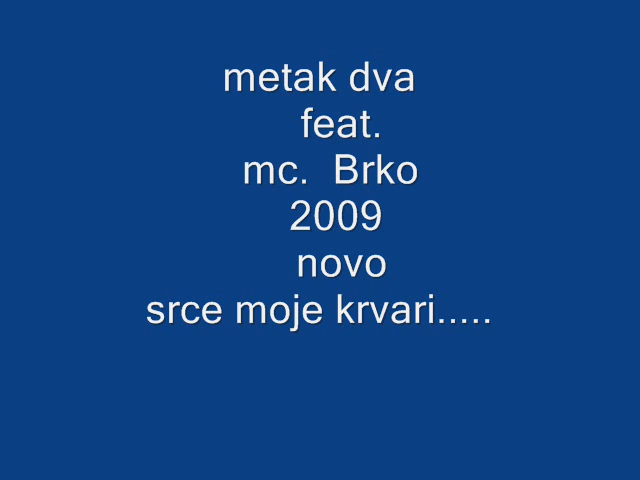 metak dva
feat.
mc. Brko
2009
novo
srce moje krvari.....